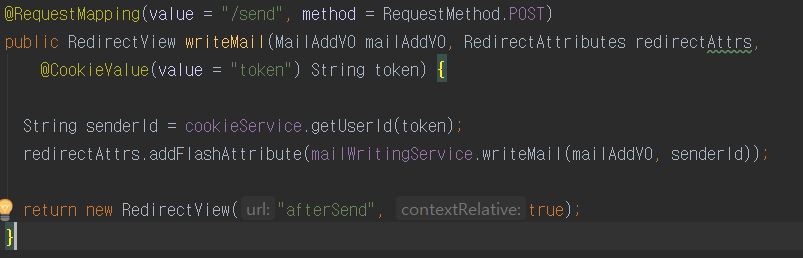 @RequestMapping(value = "/send", method = RequestMethod.POST)
public RedirectView writeMail(MailAddVO mailAddVO, RedirectAttributes redirectAttrs,
@CookieValue(value = "token") String token) {
String senderId = cookieService.getUserId(token);
redirectAttrs.addFlashAttribute(mailWritingService.writeMail(mailAddVO, senderId));
return new RedirectView( url: "afterSend", contextRelative: true);
}